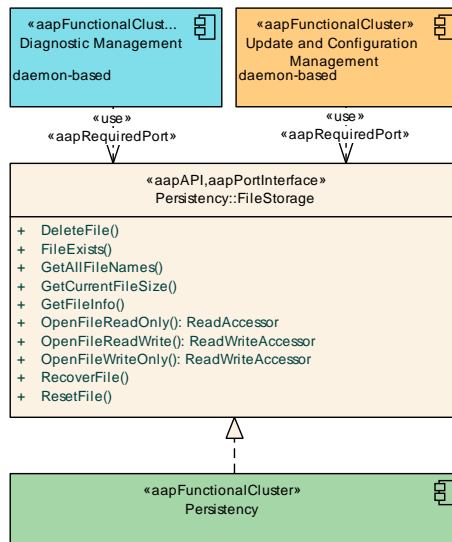 «aapFunctionalClust...
Diagnostic Management
daemon-based
«aapFunctionalCluster»
Update and Configuration
Management
daemon-based
«use»
«aapRequiredPort»
«use»
«aapRequiredPort»
«aapAPI,aapPortInterface»
Persistency::FileStorage
+ DeleteFile()
+ FileExists()
+ GetAllFileNames()
+ GetCurrentFileSize()
+ GetFileInfo()
+ OpenFileReadOnly(): ReadAccessor
+ OpenFileReadWrite(): ReadWriteAccessor
+ OpenFileWriteOnly(): ReadWriteAccessor
+ RecoverFile()
+ ResetFile()
«aapFunctionalCluster»
Persistency